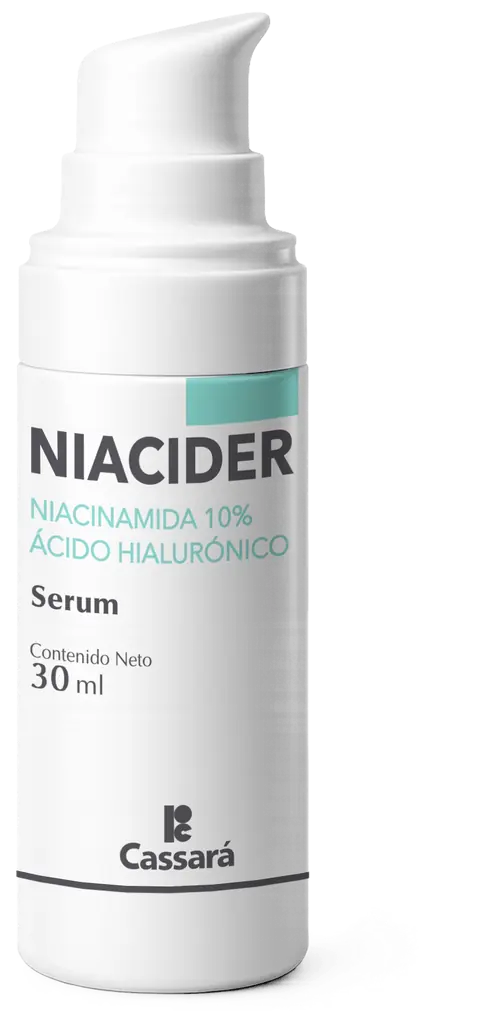 NIACIDER
NIACINAMIDA 10%
ÁCIDO HIALURÓNICO
Serum
Contenido Neto
30 ml
Cassará